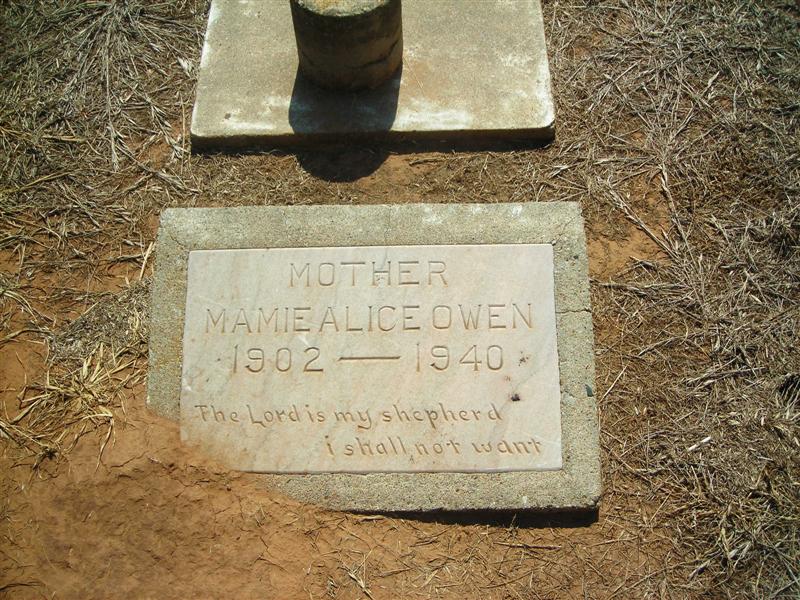 MOTHER
MAMIE ALICE OWEN
1902 — 1940
The Lord is my shepherd
i shall not want